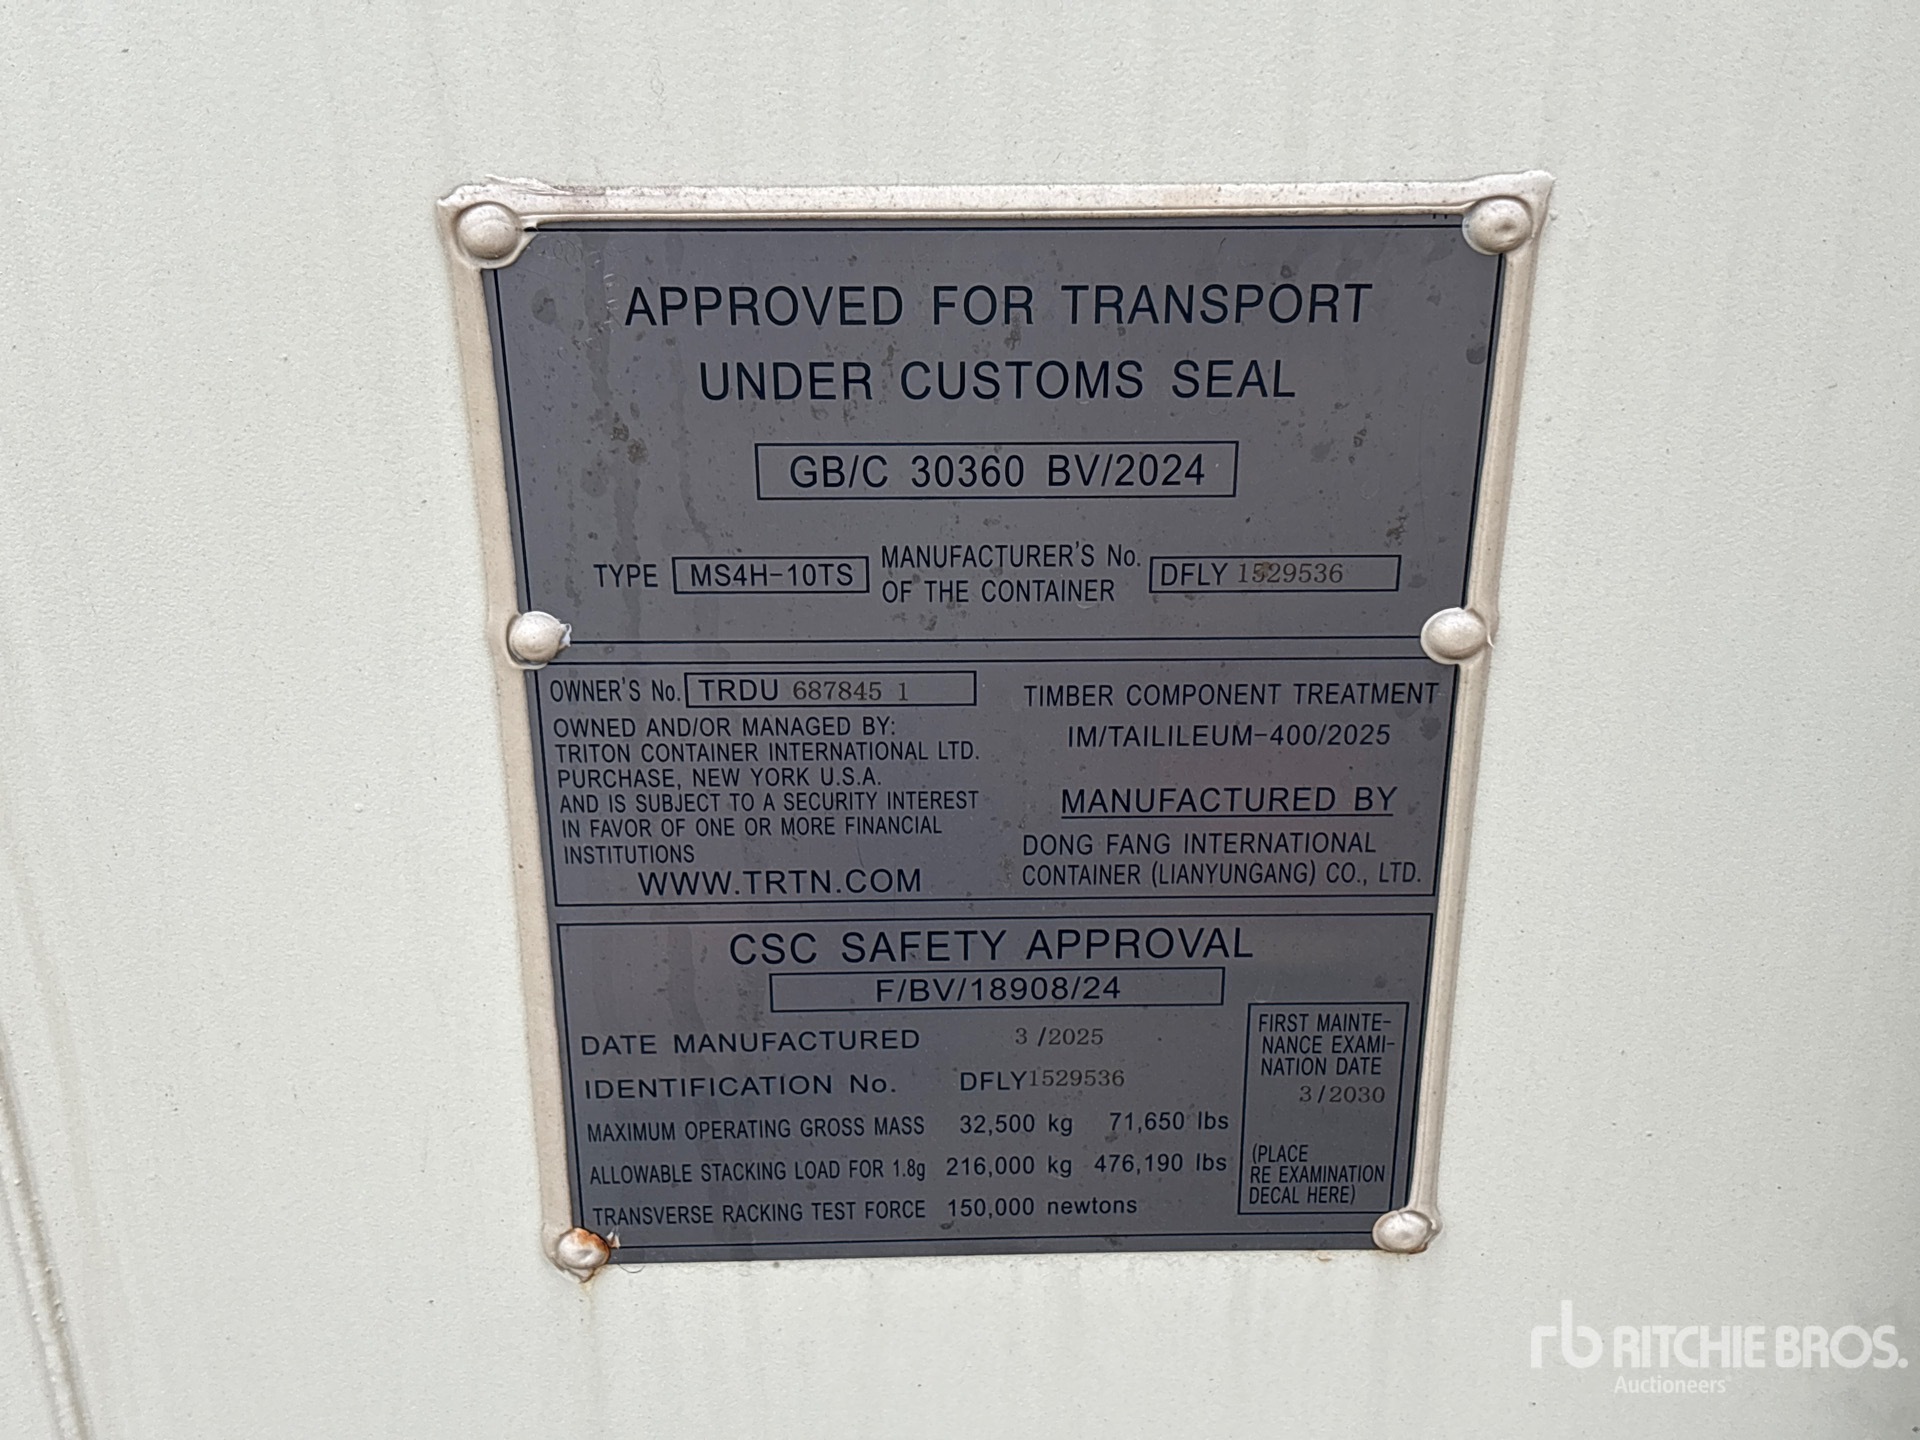 APPROVED FOR TRANSPORT
UNDER CUSTOMS SEAL
GB/C 30360 BV/2024
TYPE MS4H-10TS MANUFACTURER'S No. OF THE CONTAINER DFLY 1529536
OWNER'S No. TRDU 687845 1
OWNED AND/OR MANAGED BY:
TRITON CONTAINER INTERNATIONAL LTD.
PURCHASE, NEW YORK U.S.A.
AND IS SUBJECT TO A SECURITY INTEREST
IN FAVOR OF ONE OR MORE FINANCIAL
INSTITUTIONS
WWW.TRTN.COM
TIMBER COMPONENT TREATMENT
IM/TAILILEUM-400/2025
MANUFACTURED BY
DONG FANG INTERNATIONAL
CONTAINER (LIANYUNGANG) CO., LTD.
CSC SAFETY APPROVAL
F/BV/18908/24
DATE MANUFACTURED 3 /2025
IDENTIFICATION No. DFLY1529536
MAXIMUM OPERATING GROSS MASS 32,500 kg 71,650 lbs
ALLOWABLE STACKING LOAD FOR 1.8g 216,000 kg 476,190 lbs
TRANSVERSE RACKING TEST FORCE 150,000 newtons
FIRST MAINTE-
NANCE EXAMI-
NATION DATE
3/2030
(PLACE
RE EXAMINATION
DECAL HERE)
rb RITCHIE BROS.
Auctioneers